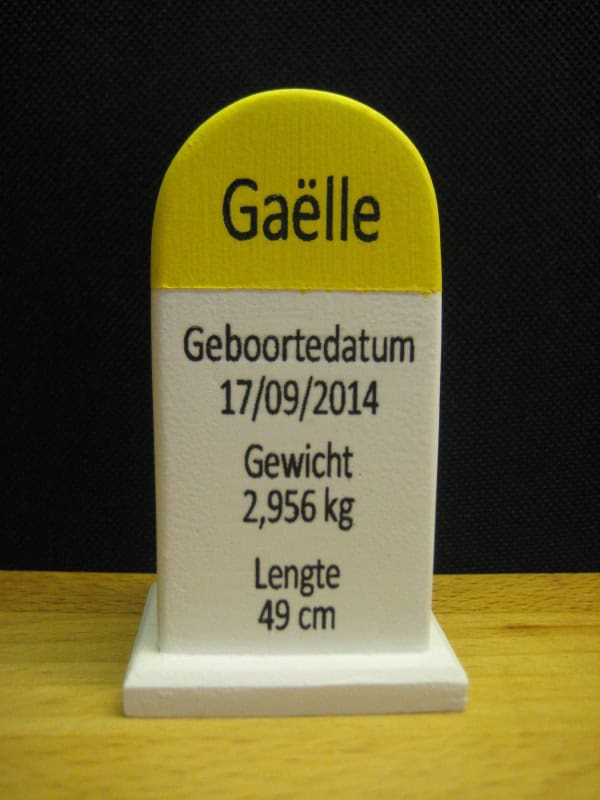 Gaëlle
Geboortedatum
17/09/2014
Gewicht
2,956 kg
Lengte
49 cm